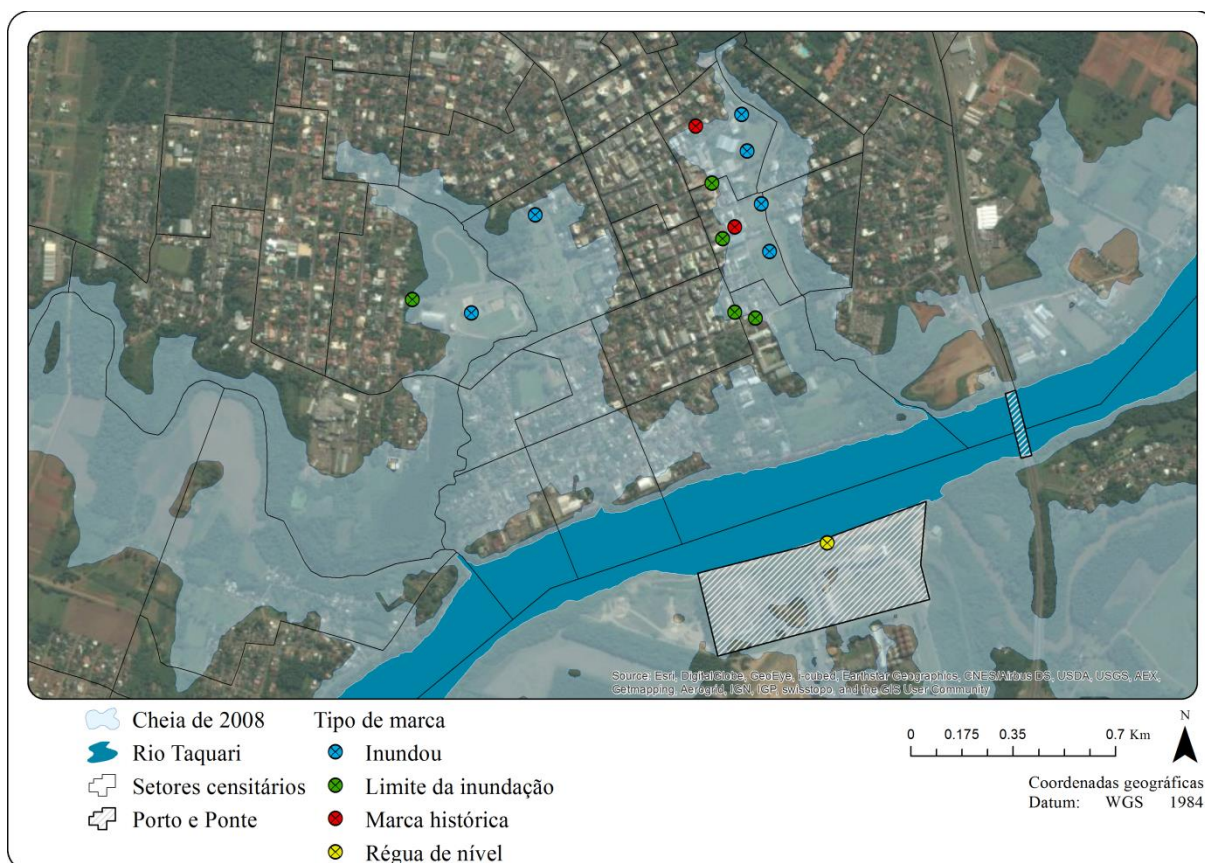 Source: Esri, DigitalGlobe, GeoEye, i-cubed, Earthstar Geographics, CNES/Airbus DS, USDA, USGS, AEX,
Getmapping, Aerogrid, IGN, IGP, swisstopo, and the GIS User Community
Cheia de 2008
Rio Taquari
Setores censitários
Porto e Ponte
Tipo de marca
Inundou
Limite da inundação
Marca histórica
Régua de nível
0 0.175 0.35 0.7 Km
N
Coordenadas geográficas
Datum: WGS 1984